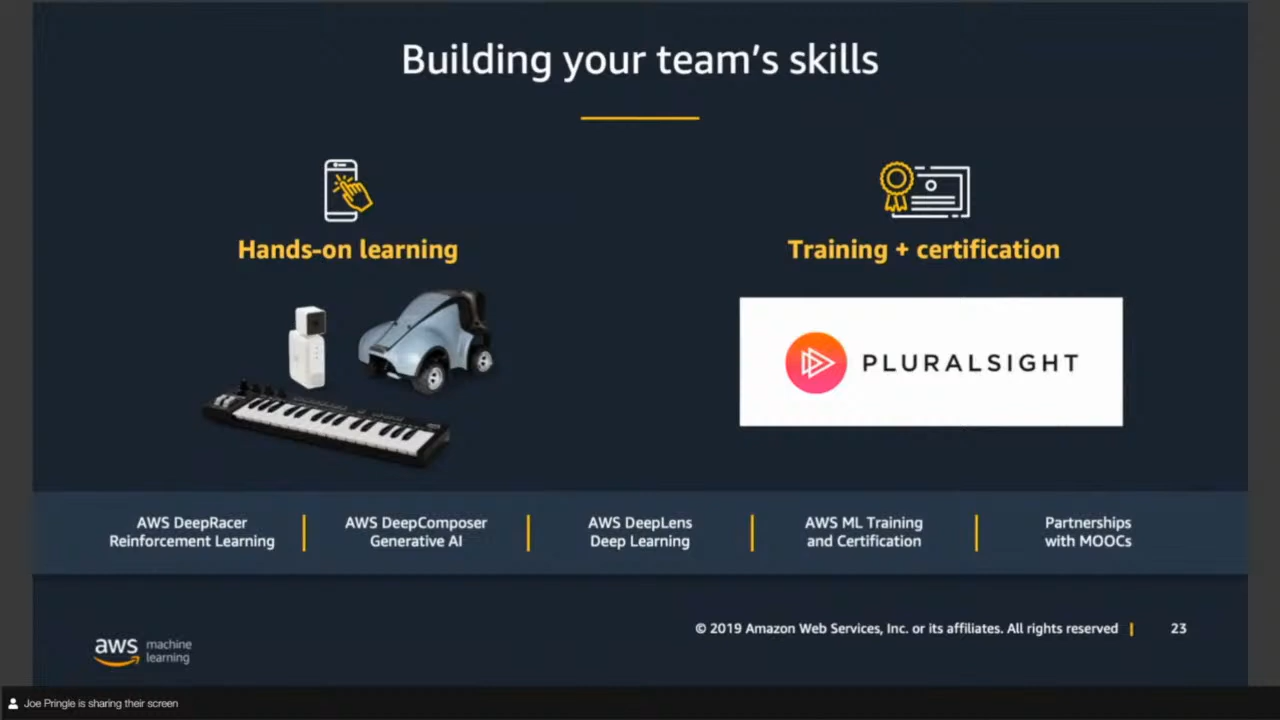 Building your team's skills
Hands-on learning
Training + certification
PLURALSIGHT
AWS DeepRacer
Reinforcement Learning
AWS DeepComposer
Generative AI
AWS DeepLens
Deep Learning
AWS ML Training
and Certification
Partnerships
with MOOCs
© 2019 Amazon Web Services, Inc. or its affiliates. All rights reserved
23
aws machine
learning
Joe Pringle is sharing their screen